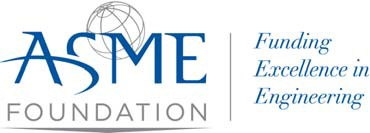 ASME
FOUNDATION
Funding
Excellence in
Engineering